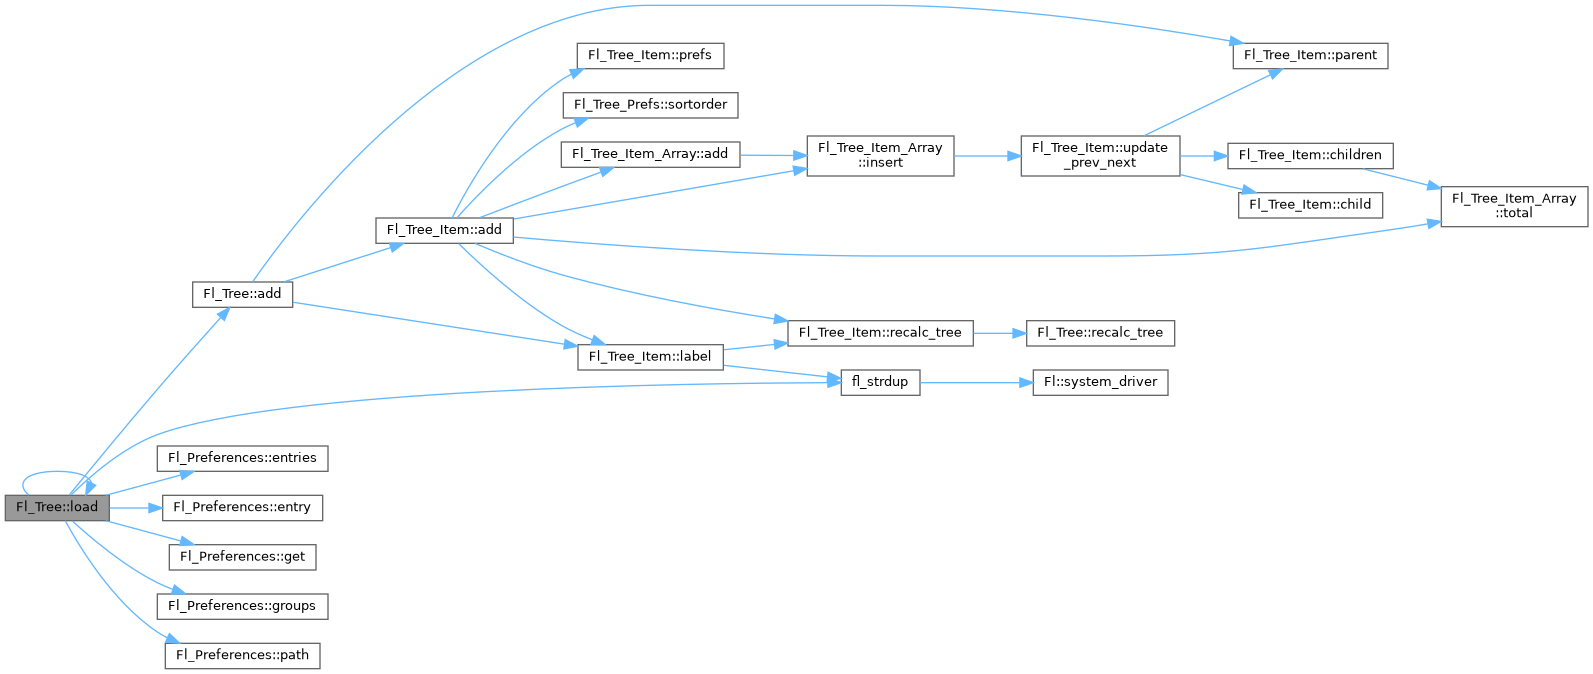 Fl_Tree_Item::prefs
Fl_Tree_Item::parent
Fl_Tree_Prefs::sortorder
Fl_Tree_Item_Array::add
Fl_Tree_Item_Array
::insert
Fl_Tree_Item::update
_prev_next
Fl_Tree_Item::children
Fl_Tree_Item::child
Fl_Tree_Item_Array
::total
Fl_Tree_Item::add
Fl_Tree::add
Fl_Tree_Item::recalc_tree
Fl_Tree::recalc_tree
Fl_Tree_Item::label
fl_strdup
Fl::system_driver
Fl_Preferences::entries
Fl_Tree::load
Fl_Preferences::entry
Fl_Preferences::get
Fl_Preferences::groups
Fl_Preferences::path